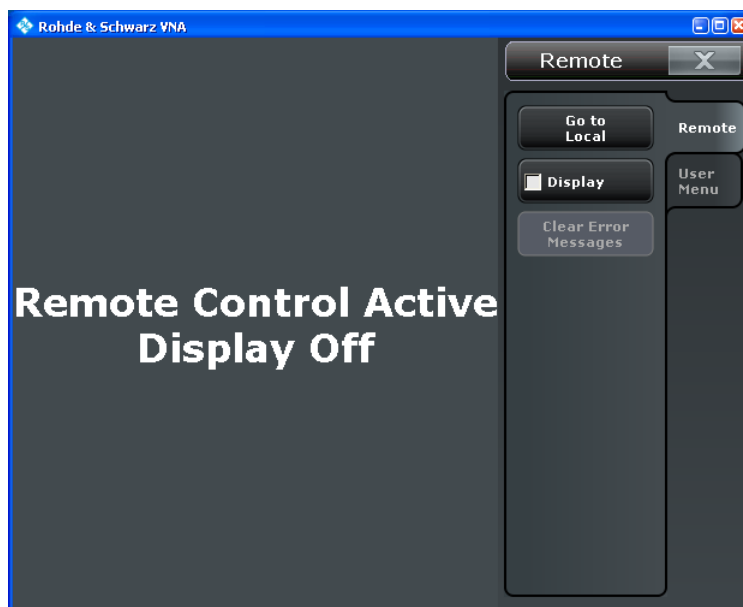 Rohde & Schwarz VNA
Remote X
Go to
Local
Remote
Display
User
Menu
Clear Error
Messages
Remote Control Active
Display Off